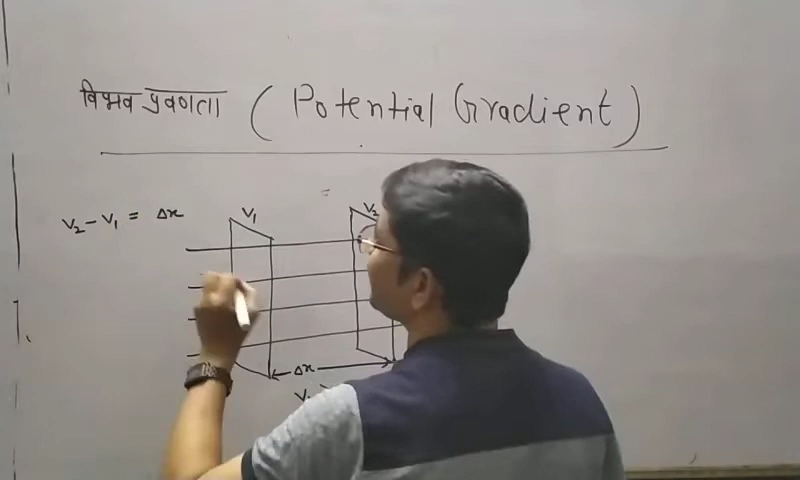 विभव प्रवणता (Potential Gradient)
V₂ - V₁ = Δx
V₁ V₂
Δx